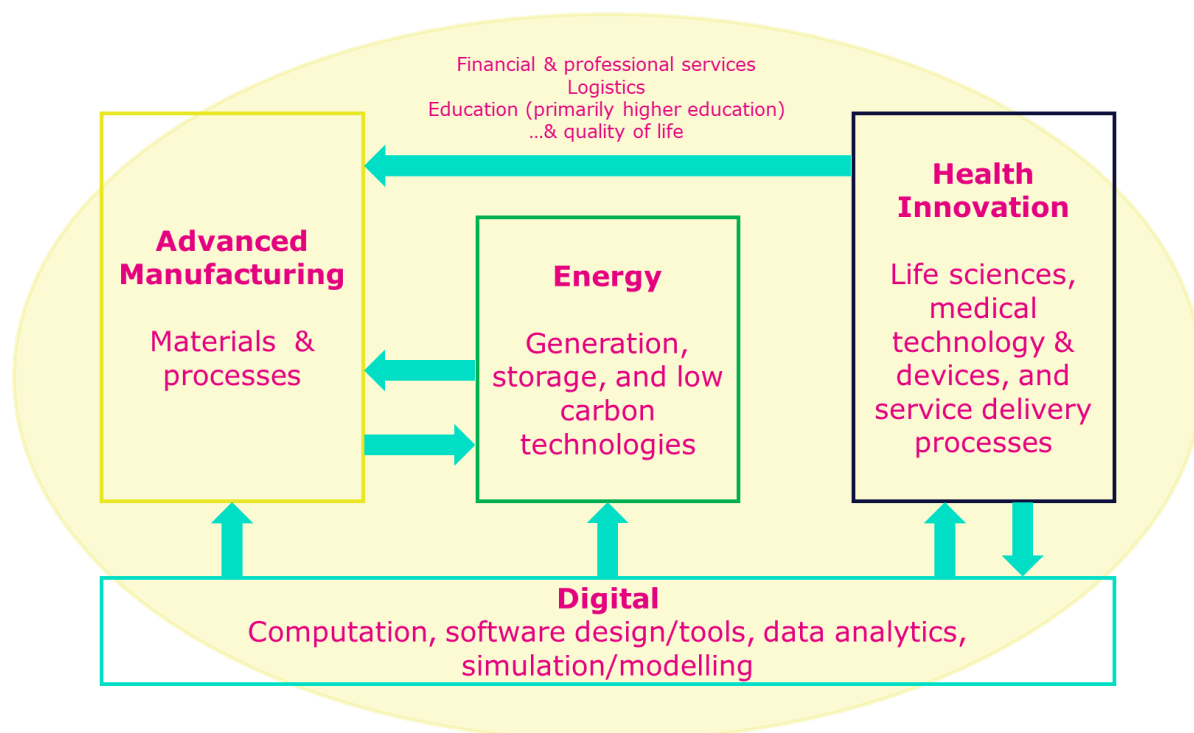 Financial & professional services
Logistics
Education (primarily higher education)
...& quality of life
Advanced
Manufacturing
Materials & 
processes
Energy
Generation,
storage, and low
carbon
technologies
Health
Innovation
Life sciences,
medical
technology &
devices, and
service delivery
processes
Digital
Computation, software design/tools, data analytics,
simulation/modelling